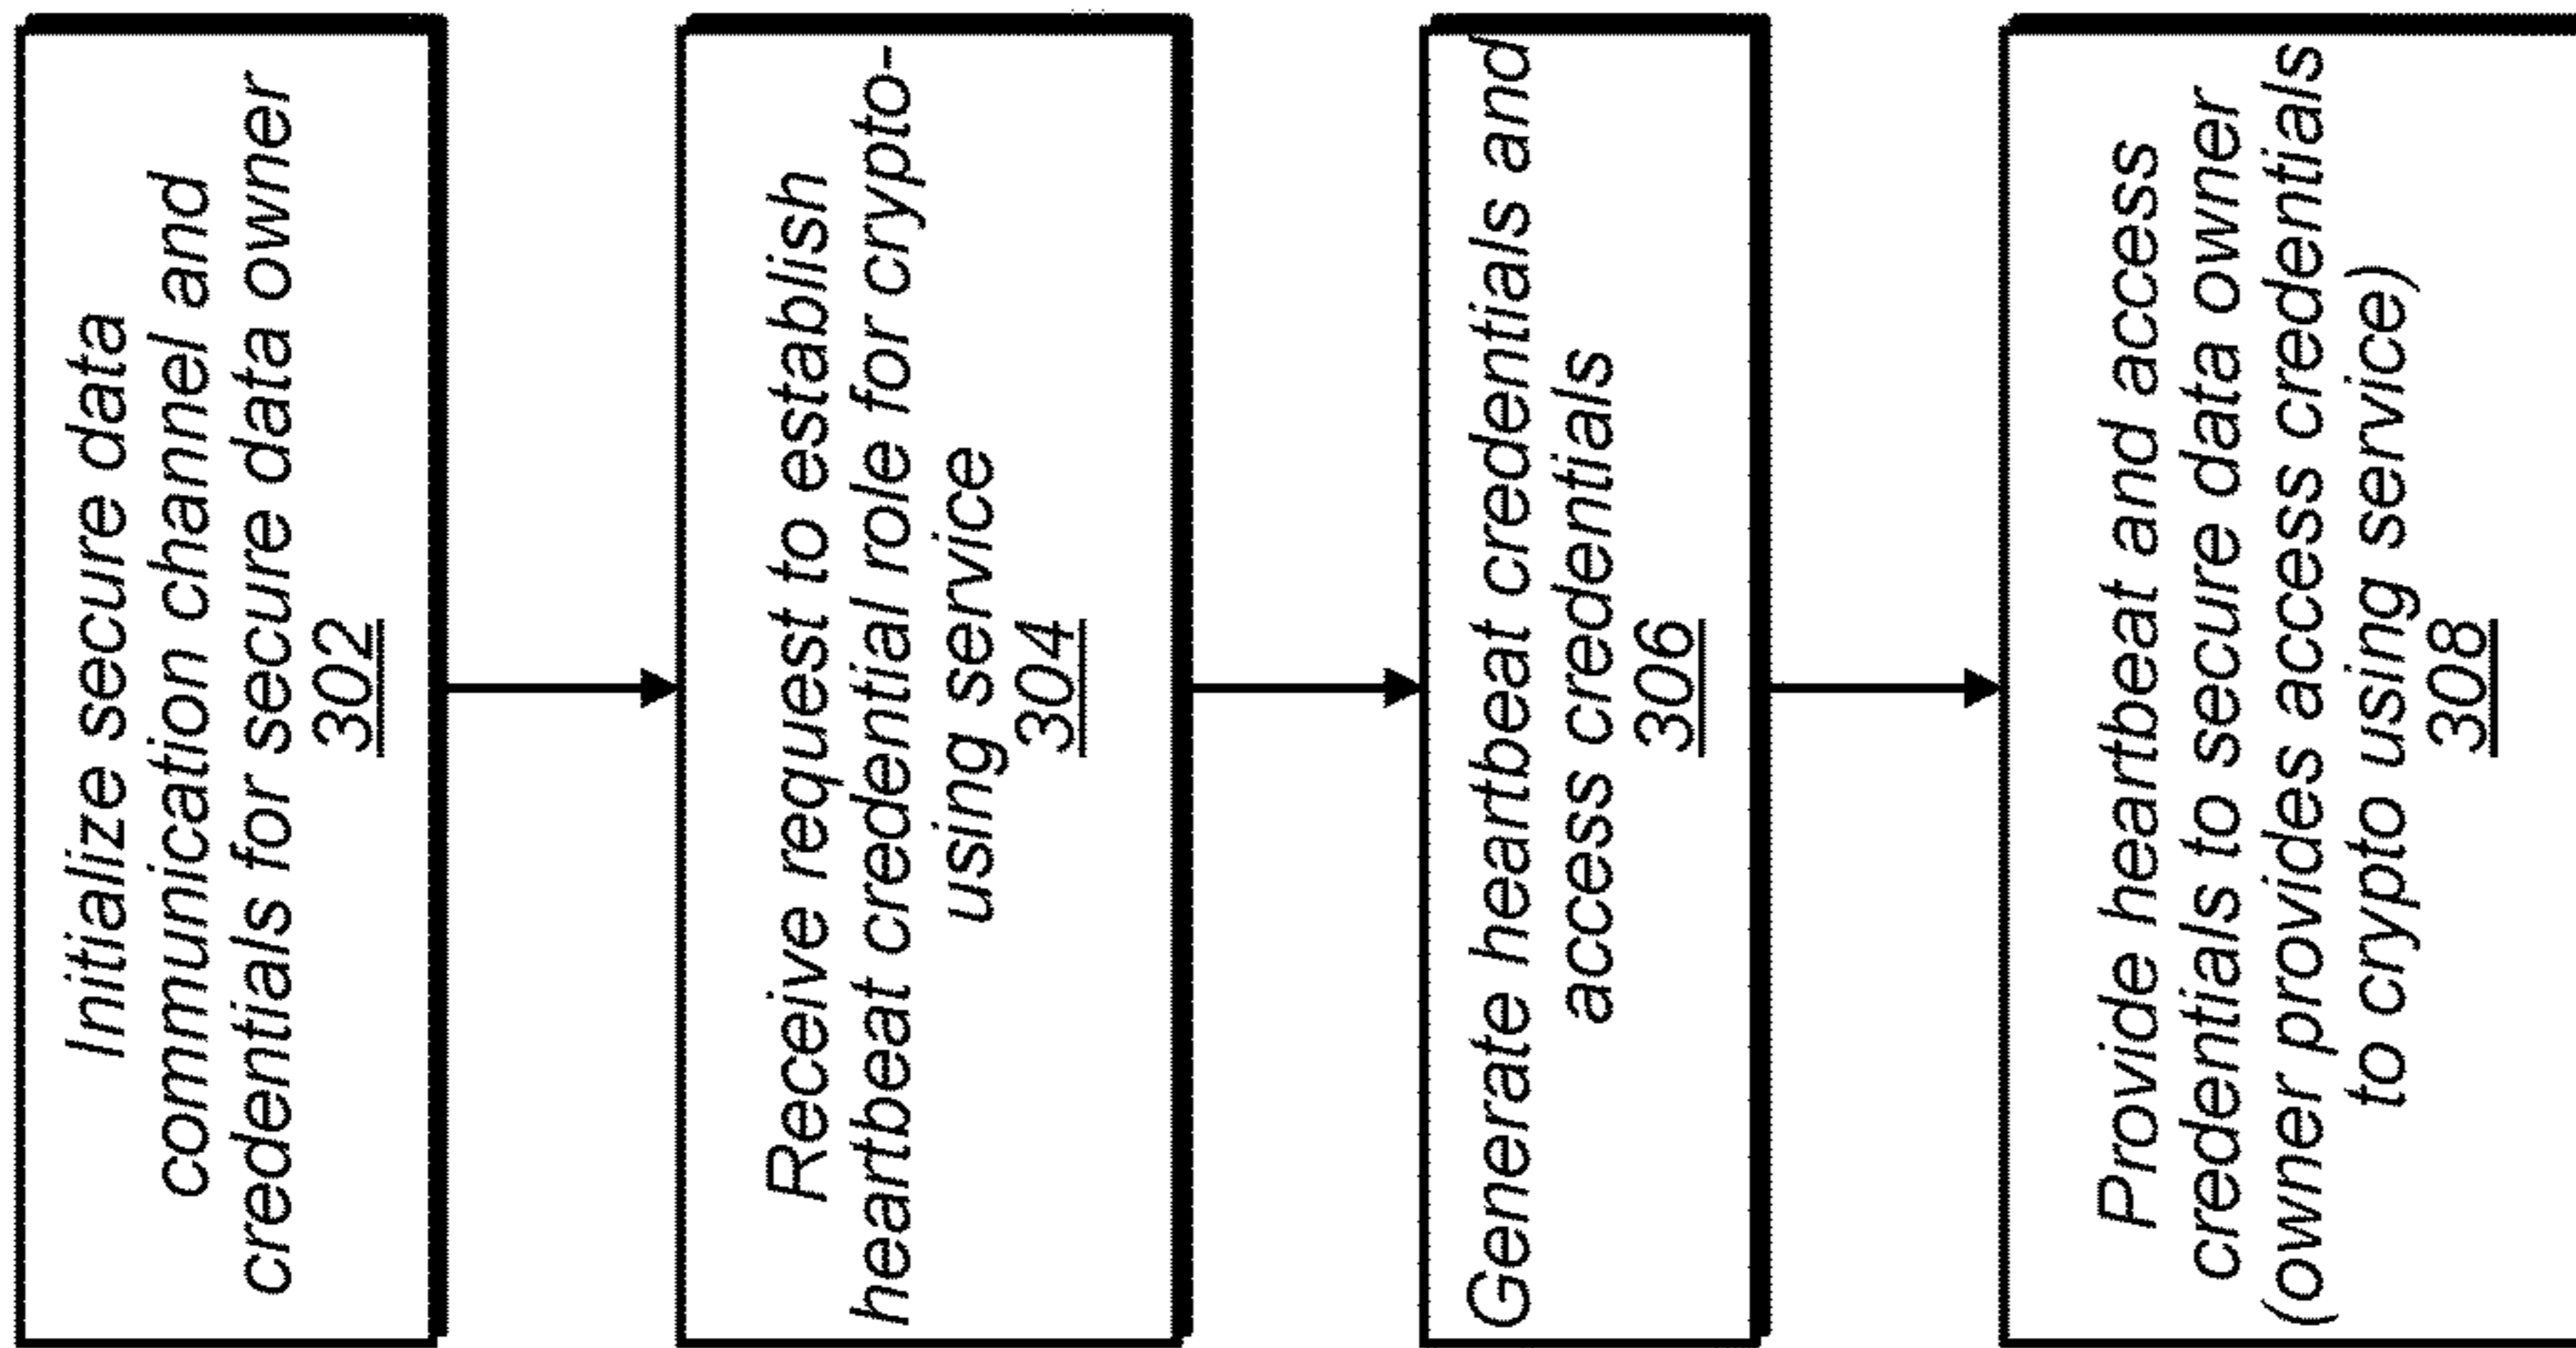 Initialize secure data
communication channel and
credentials for secure data owner
302
Receive request to establish
heartbeat credential role for crypto-
using service
304
Generate heartbeat credentials and
access credentials
306
Provide heartbeat and access
credentials to secure data owner
(owner provides access credentials
to crypto using service)
308